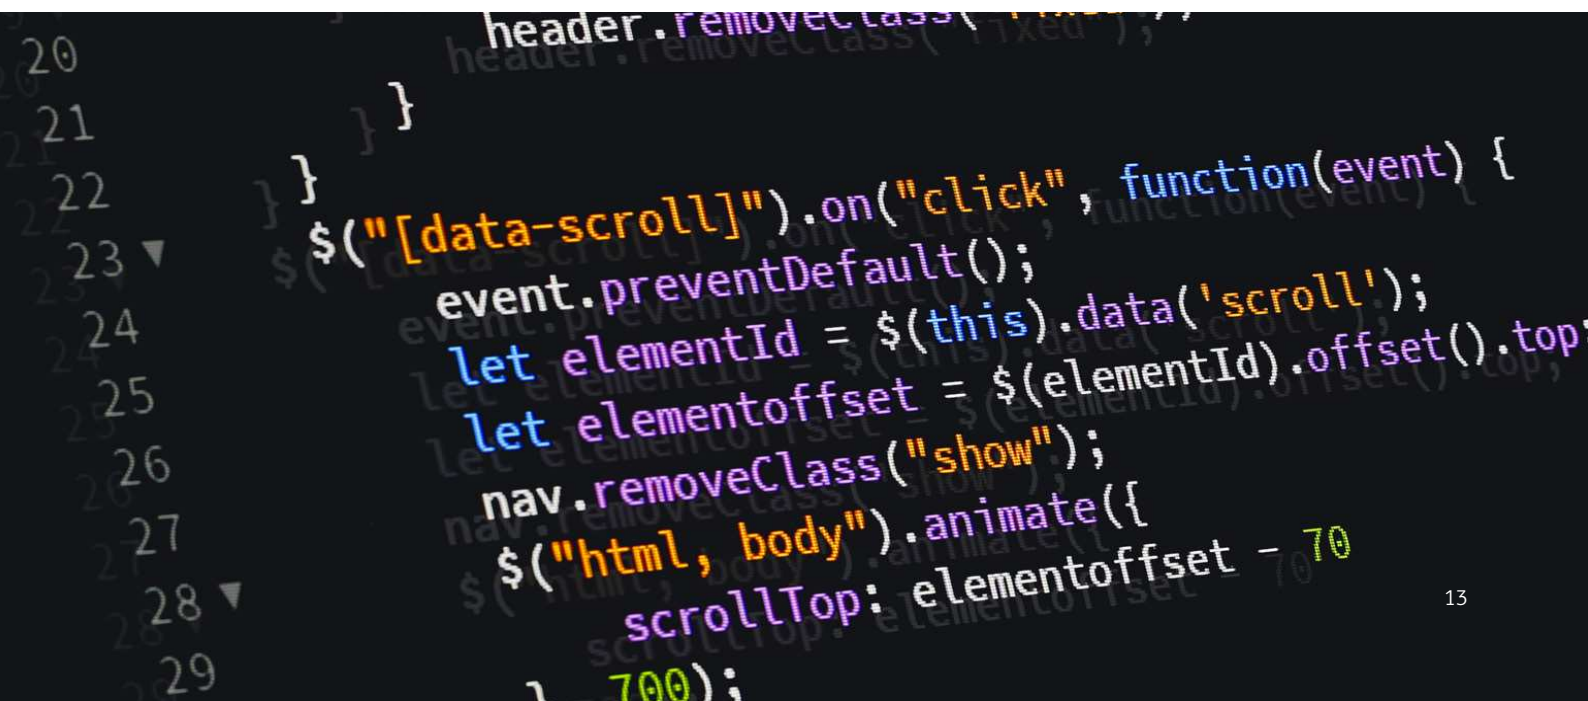 20 header.removeClass(
21 }
22 }
23 $("[data-scroll]").on("click", function(event) {
24 event.preventDefault();
25 let elementId = $(this).data('scroll');
26 let elementoffset = $(elementId).offset().top;
27 nav.removeClass("show");
28 $("html, body").animate({
29 scrollTop: elementoffset - 70
700);
13